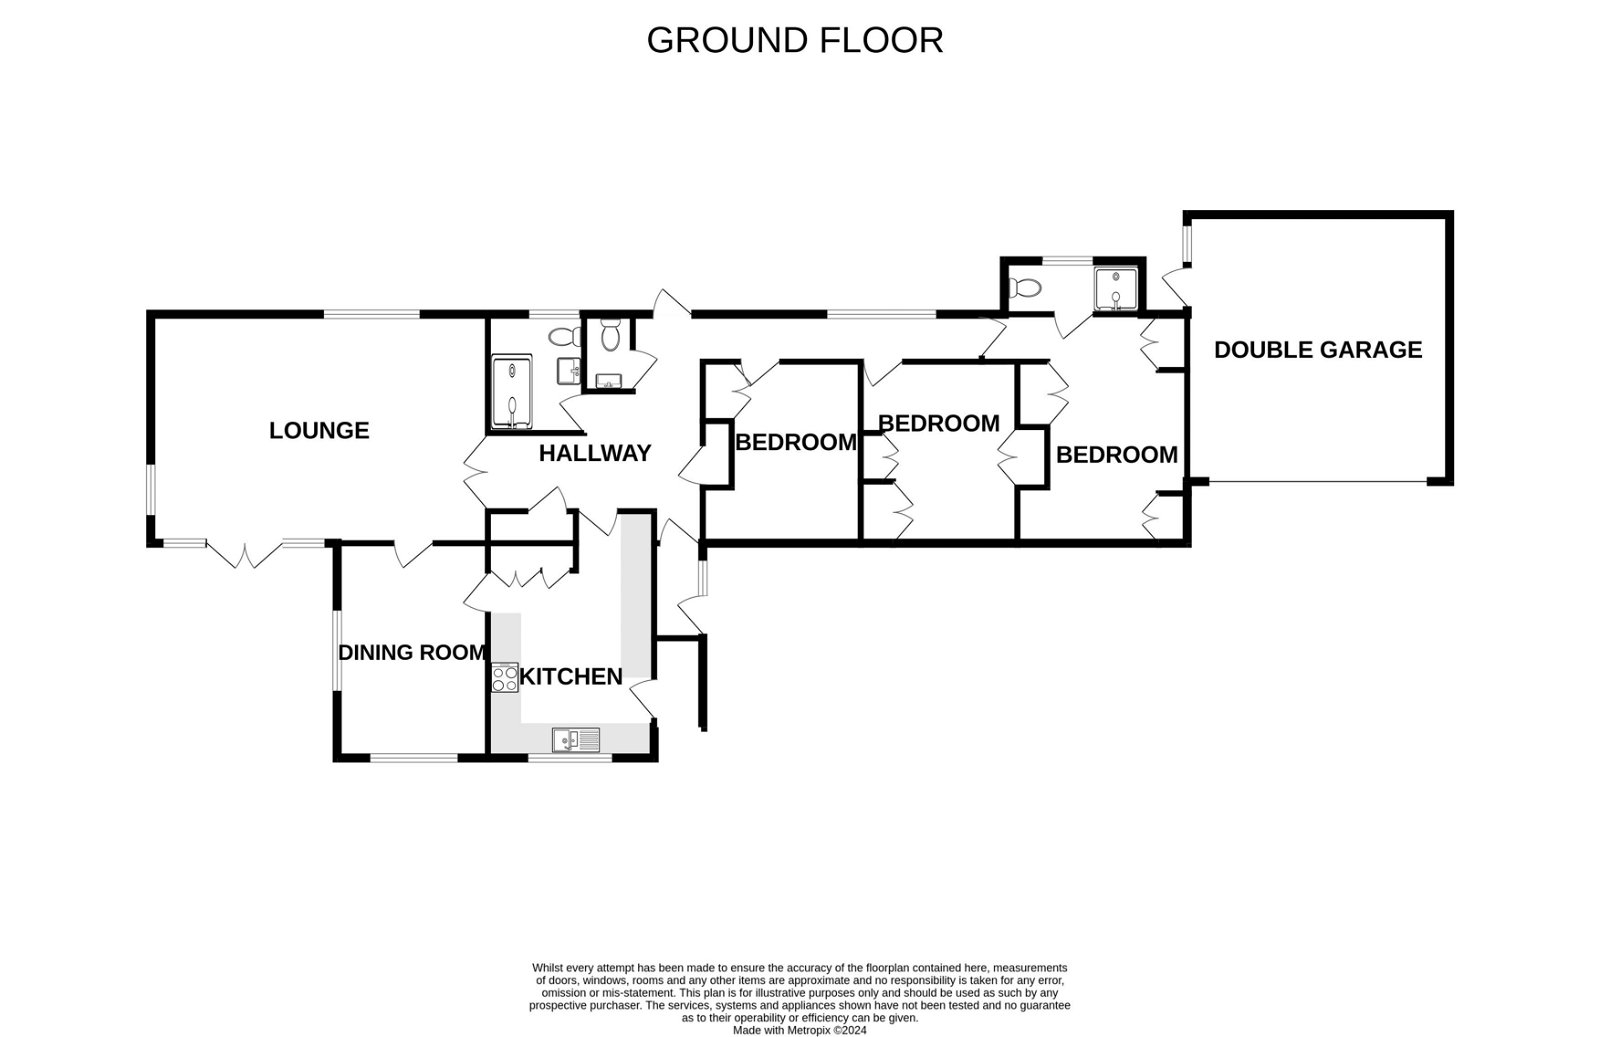 GROUND FLOOR
DOUBLE GARAGE
LOUNGE
HALLWAY
BEDROOM
BEDROOM
BEDROOM
DINING ROOM
KITCHEN
Whilst every attempt has been made to ensure the accuracy of the floorplan contained here, measurements
of doors, windows, rooms and any other items are approximate and no responsibility is taken for any error,
omission or mis-statement. This plan is for illustrative purposes only and should be used as such by any
prospective purchaser. The services, systems and appliances shown have not been tested and no guarantee
as to their operability or efficiency can be given.
Made with Metropix ©2024